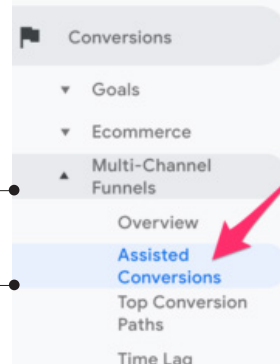 Conversions
Goals
Ecommerce
Multi-Channel
Funnels
Overview
Assisted
Conversions
Top Conversion
Paths
Time Lag